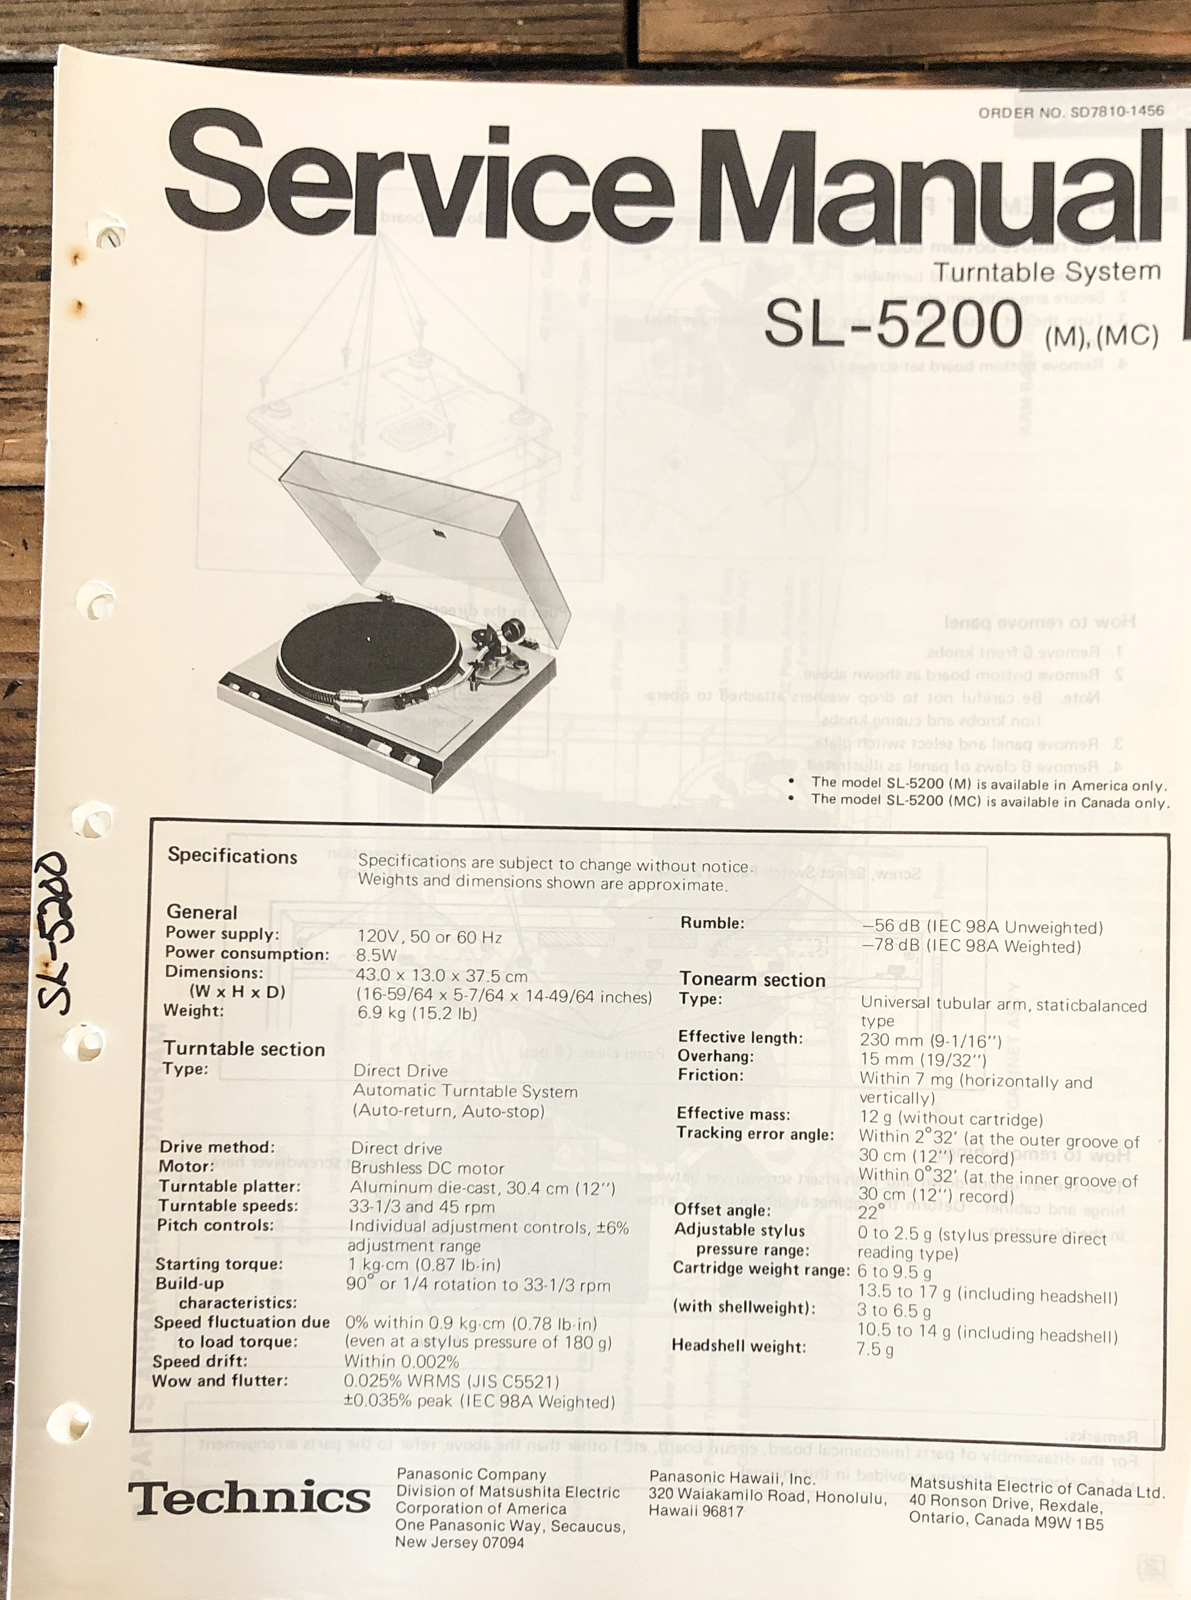 ORDER NO. SD7810-1456
Service Manual
Turntable System
SL-5200 (M), (MC)
• The model SL-5200 (M) is available in America only.
• The model SL-5200 (MC) is available in Canada only.
SL-5200
Specifications
Specifications are subject to change without notice.
Weights and dimensions shown are approximate.
General
Power supply: 120V, 50 or 60 Hz
Power consumption: 8.5W
Dimensions: 43.0 x 13.0 x 37.5 cm
(W x H x D) (16-59/64 x 5-7/64 x 14-49/64 inches)
Weight: 6.9 kg (15.2 lb)
Turntable section
Type: Direct Drive
Automatic Turntable System
(Auto-return, Auto-stop)
Drive method: Direct drive
Motor: Brushless DC motor
Turntable platter: Aluminum die-cast, 30.4 cm (12'')
Turntable speeds: 33-1/3 and 45 rpm
Pitch controls: Individual adjustment controls, ±6%
adjustment range
Starting torque: 1 kg·cm (0.87 lb·in)
Build-up 90° or 1/4 rotation to 33-1/3 rpm
characteristics:
Speed fluctuation due 0% within 0.9 kg·cm (0.78 lb·in)
to load torque: (even at a stylus pressure of 180 g)
Speed drift: Within 0.002%
Wow and flutter: 0.025% WRMS (JIS C5521)
±0.035% peak (IEC 98A Weighted)
Rumble: −56 dB (IEC 98A Unweighted)
−78 dB (IEC 98A Weighted)
Tonearm section
Type: Universal tubular arm, staticbalanced
type
Effective length: 230 mm (9-1/16'')
Overhang: 15 mm (19/32'')
Friction: Within 7 mg (horizontally and
vertically)
Effective mass: 12 g (without cartridge)
Tracking error angle: Within 2°32' (at the outer groove of
30 cm (12'') record)
Within 0°32' (at the inner groove of
30 cm (12'') record)
Offset angle: 22°
Adjustable stylus 0 to 2.5 g (stylus pressure direct
pressure range: reading type)
Cartridge weight range: 6 to 9.5 g
13.5 to 17 g (including headshell)
(with shellweight): 3 to 6.5 g
10.5 to 14 g (including headshell)
Headshell weight: 7.5 g
Technics
Panasonic Company
Division of Matsushita Electric
Corporation of America
One Panasonic Way, Secaucus,
New Jersey 07094
Panasonic Hawaii, Inc.
320 Waiakamilo Road, Honolulu,
Hawaii 96817
Matsushita Electric of Canada Ltd.
40 Ronson Drive, Rexdale,
Ontario, Canada M9W 1B5